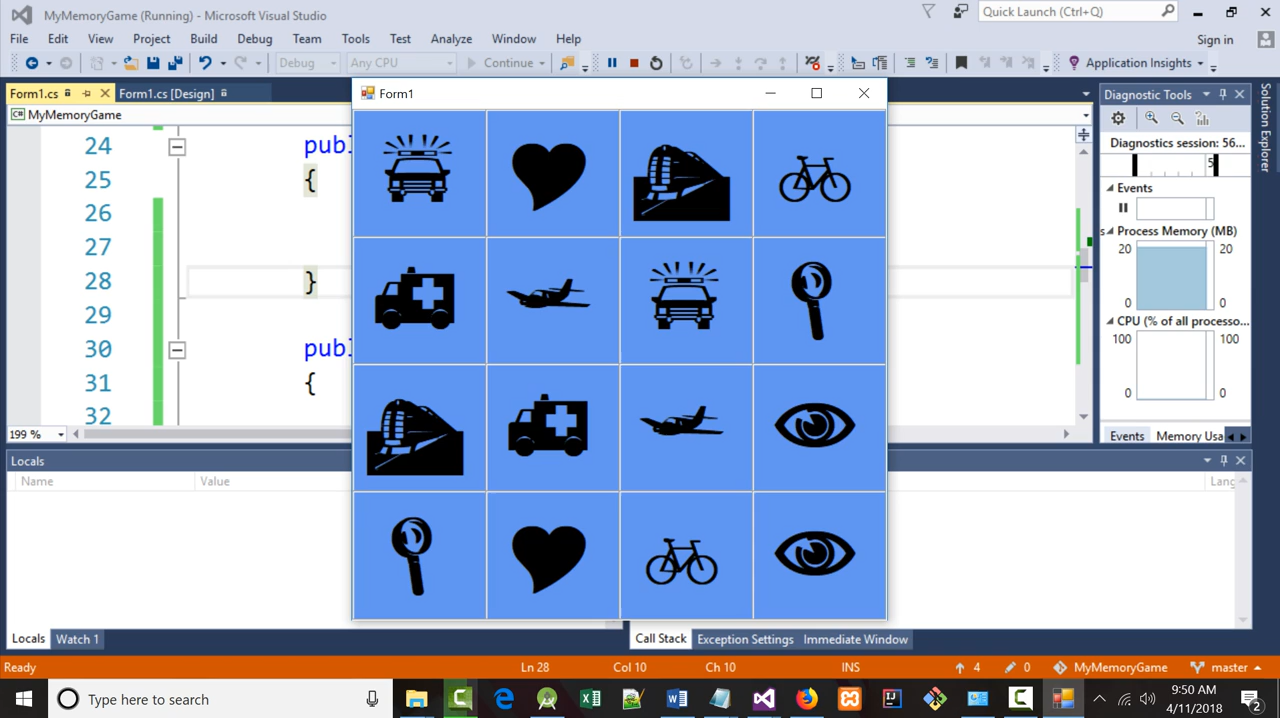 MyMemoryGame (Running) - Microsoft Visual Studio
Quick Launch (Ctrl+Q)
File Edit View Project Build Debug Team Tools Test Analyze Window Help
Sign in
Debug Any CPU Continue Application Insights
Form1.cs Form1.cs [Design]
Form1
Diagnostic Tools
Solution Explorer
MyMemoryGame
24 publ
25 {
26
27
28 }
29
30 publ
31 {
32
199 %
Diagnostics session: 56...
5
Events
Process Memory (MB)
20 20
0 0
CPU (% of all processo...
100 100
0 0
Events Memory Usa
Locals
Name Value
Lang
Locals Watch 1
Call Stack Exception Settings Immediate Window
Ready Ln 28 Col 10 Ch 10 INS 4 0 MyMemoryGame master
Type here to search
9:50 AM
4/11/2018
2